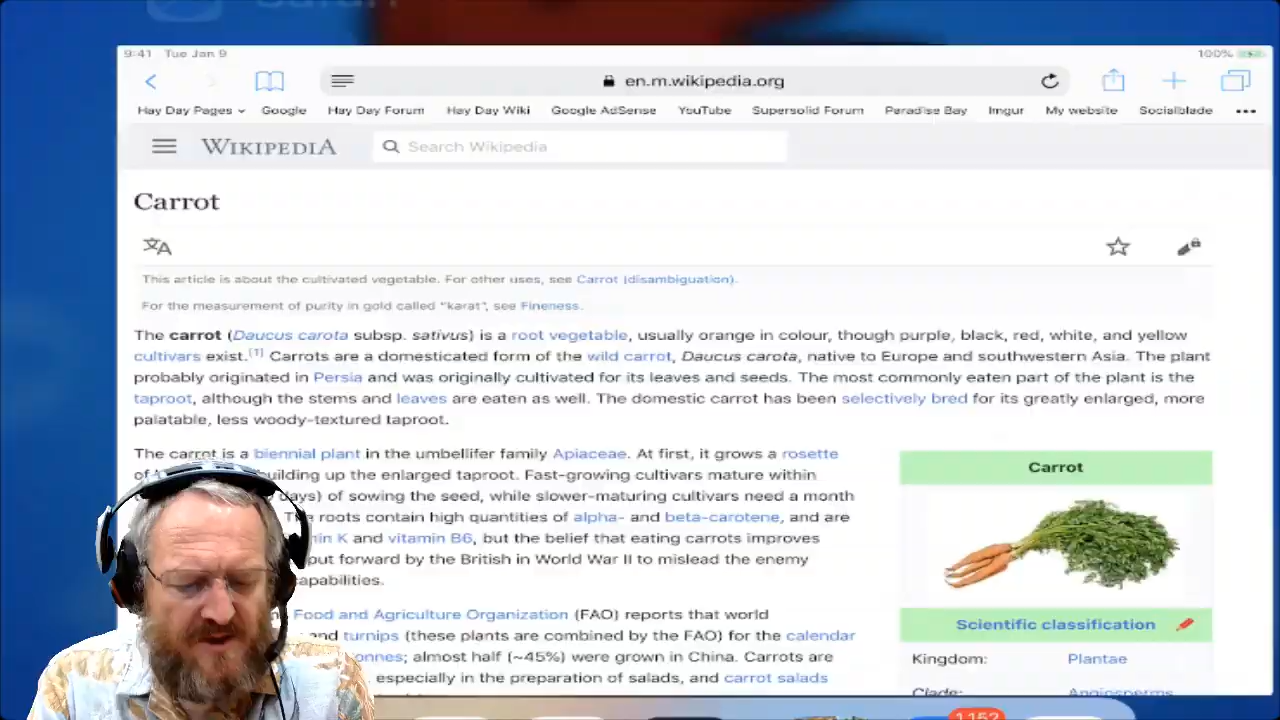 Safari
9:41 Tue Jan 9 100%
en.m.wikipedia.org
Hay Day Pages Google Hay Day Forum Hay Day Wiki Google AdSense YouTube Supersolid Forum Paradise Bay Imgur My website Socialblade •••
WIKIPEDIA Search Wikipedia
Carrot
文A
This article is about the cultivated vegetable. For other uses, see Carrot (disambiguation).
For the measurement of purity in gold called "karat", see Fineness.
The carrot (Daucus carota subsp. sativus) is a root vegetable, usually orange in colour, though purple, black, red, white, and yellow
cultivars exist.[1] Carrots are a domesticated form of the wild carrot, Daucus carota, native to Europe and southwestern Asia. The plant
probably originated in Persia and was originally cultivated for its leaves and seeds. The most commonly eaten part of the plant is the
taproot, although the stems and leaves are eaten as well. The domestic carrot has been selectively bred for its greatly enlarged, more
palatable, less woody-textured taproot.
The carrot is a biennial plant in the umbellifer family Apiaceae. At first, it grows a rosette
of building up the enlarged taproot. Fast-growing cultivars mature within
days) of sowing the seed, while slower-maturing cultivars need a month
The roots contain high quantities of alpha- and beta-carotene, and are
K and vitamin B6, but the belief that eating carrots improves
put forward by the British in World War II to mislead the enemy
capabilities.
Food and Agriculture Organization (FAO) reports that world
and turnips (these plants are combined by the FAO) for the calendar
onnes; almost half (~45%) were grown in China. Carrots are
especially in the preparation of salads, and carrot salads
Carrot
Scientific classification
Kingdom: Plantae
Clade: Angiosperms
1,152